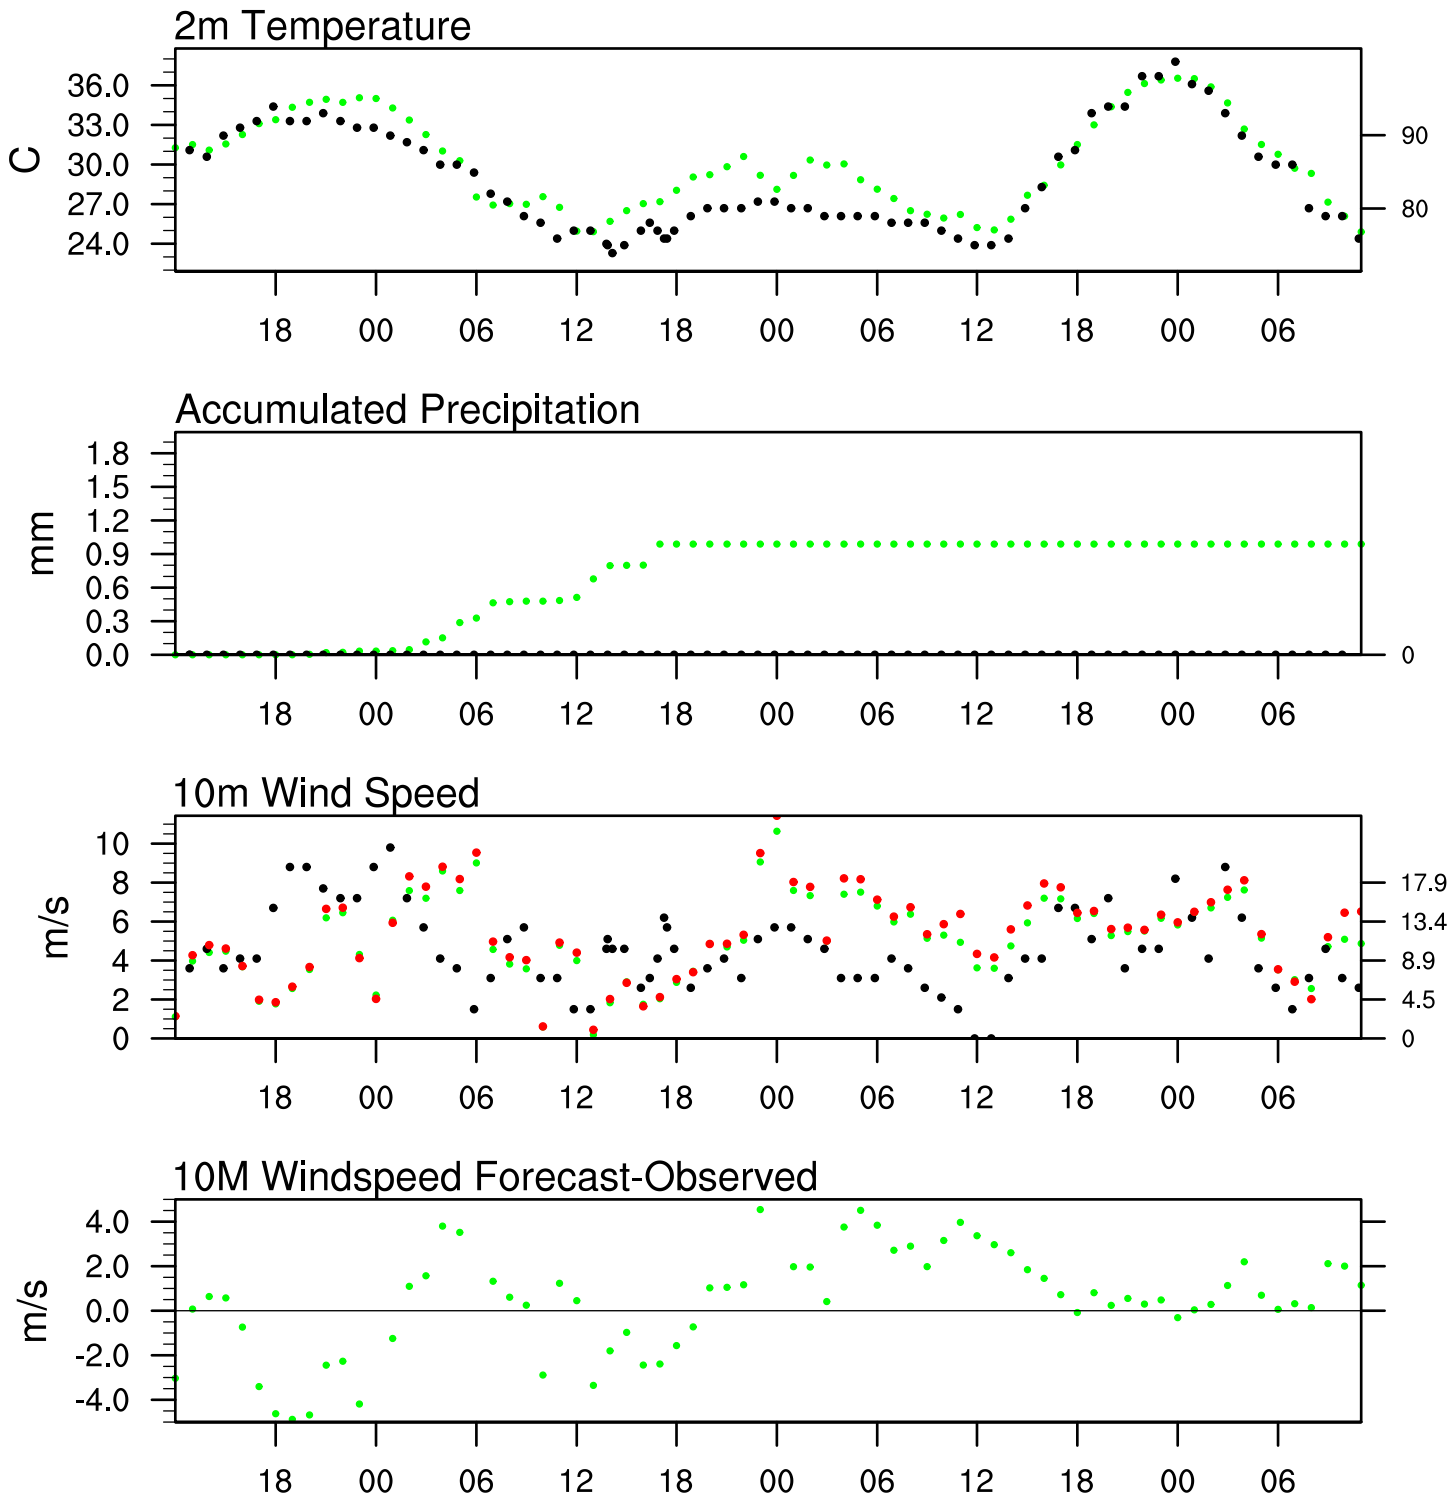 2m Temperature
36.0
33.0
30.0
27.0
24.0
C
90
80
18 00 06 12 18 00 06 12 18 00 06
Accumulated Precipitation
1.8
1.5
1.2
0.9
0.6
0.3
0.0
mm
0
18 00 06 12 18 00 06 12 18 00 06
10m Wind Speed
10
8
6
4
2
0
m/s
17.9
13.4
8.9
4.5
0
18 00 06 12 18 00 06 12 18 00 06
10M Windspeed Forecast-Observed
4.0
2.0
0.0
-2.0
-4.0
m/s
18 00 06 12 18 00 06 12 18 00 06